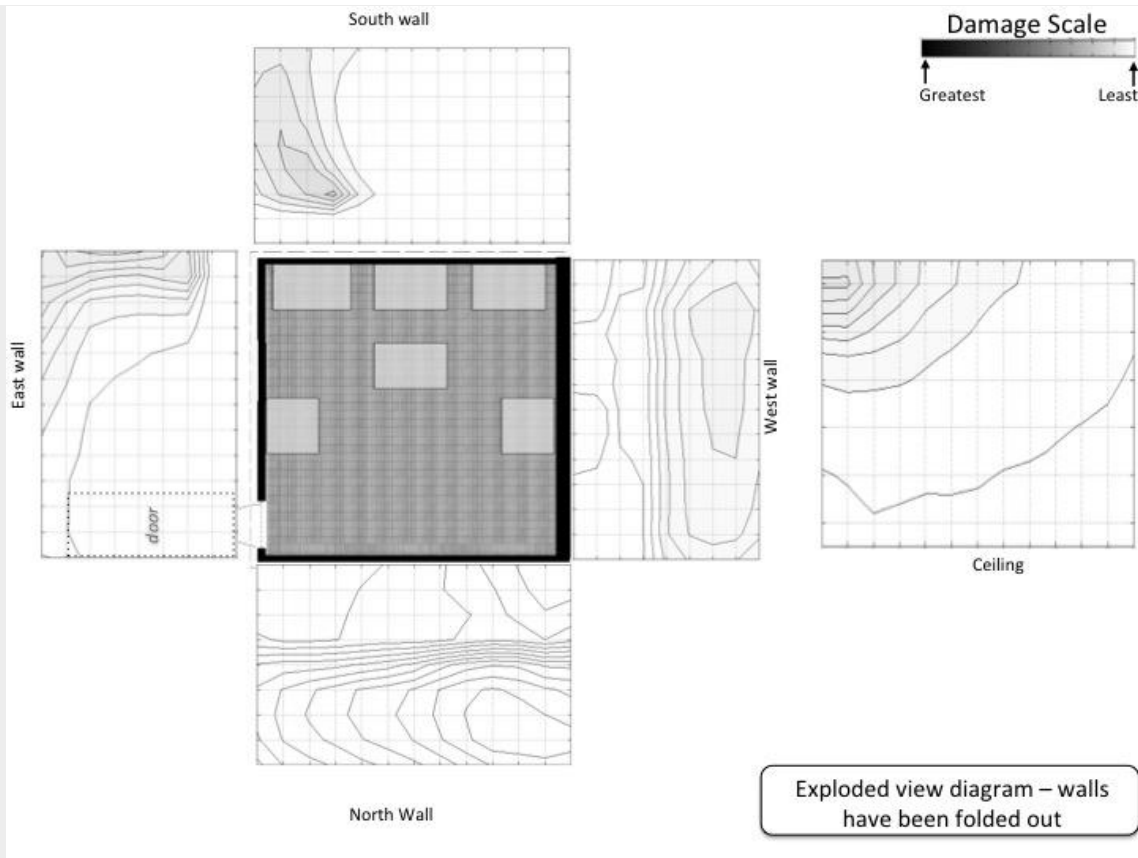 South wall
Damage Scale
Greatest
Least
East wall
door
West wall
Ceiling
North Wall
Exploded view diagram – walls
have been folded out